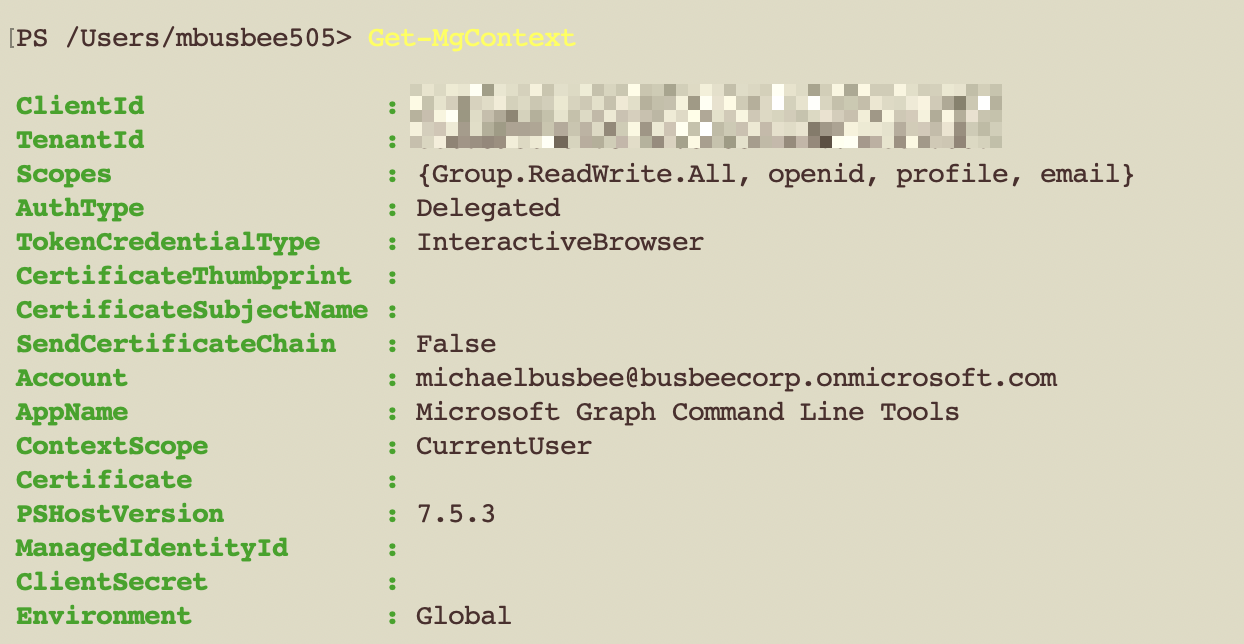 [PS /Users/mbusbee505> Get-MgContext
ClientId :
TenantId :
Scopes : {Group.ReadWrite.All, openid, profile, email}
AuthType : Delegated
TokenCredentialType : InteractiveBrowser
CertificateThumbprint :
CertificateSubjectName :
SendCertificateChain : False
Account : michaelbusbee@busbeecorp.onmicrosoft.com
AppName : Microsoft Graph Command Line Tools
ContextScope : CurrentUser
Certificate :
PSHostVersion : 7.5.3
ManagedIdentityId :
ClientSecret :
Environment : Global